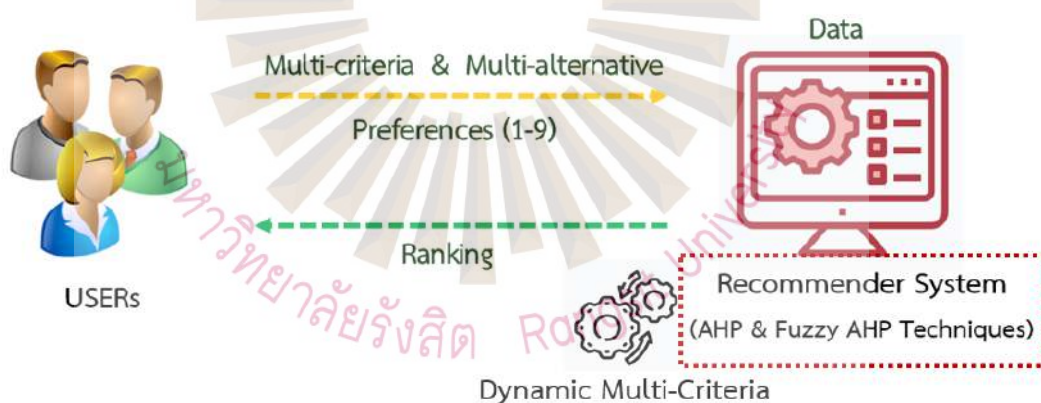 Data
Multi-criteria & Multi-alternative
Preferences (1-9)
Ranking
USERs
Recommender System
(AHP & Fuzzy AHP Techniques)
Dynamic Multi-Criteria
มหาวิทยาลัยรังสิต Rangsit University